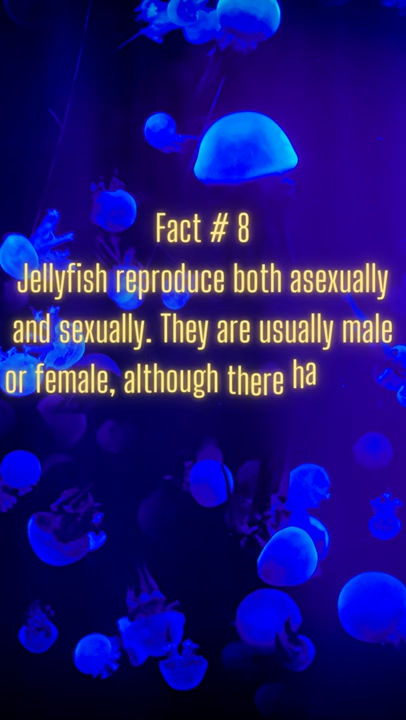 Fact # 8
Jellyfish reproduce both asexually
and sexually. They are usually male
or female, although there ha